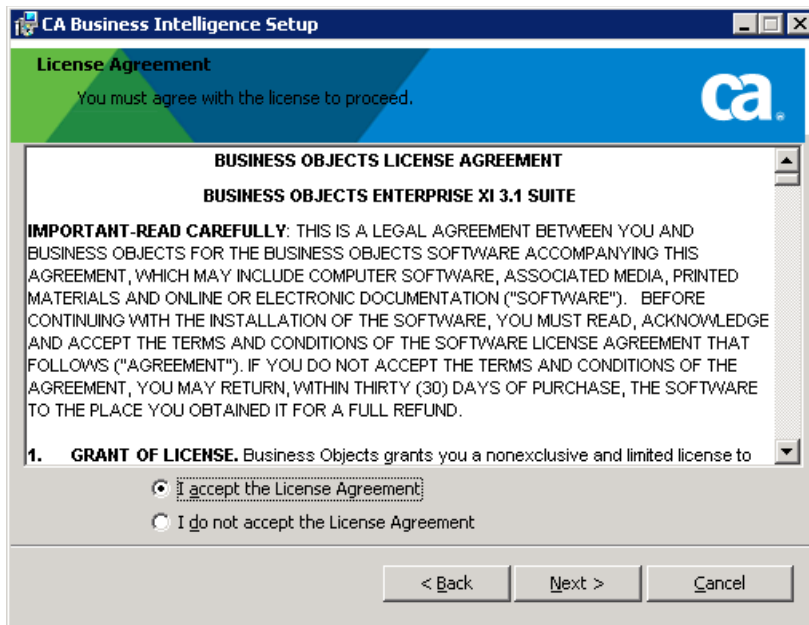 CA Business Intelligence Setup
License Agreement
You must agree with the license to proceed.
ca
BUSINESS OBJECTS LICENSE AGREEMENT
BUSINESS OBJECTS ENTERPRISE XI 3.1 SUITE
IMPORTANT-READ CAREFULLY: THIS IS A LEGAL AGREEMENT BETWEEN YOU AND
BUSINESS OBJECTS FOR THE BUSINESS OBJECTS SOFTWARE ACCOMPANYING THIS
AGREEMENT, WHICH MAY INCLUDE COMPUTER SOFTWARE, ASSOCIATED MEDIA, PRINTED
MATERIALS AND ONLINE OR ELECTRONIC DOCUMENTATION ("SOFTWARE"). BEFORE
CONTINUING WITH THE INSTALLATION OF THE SOFTWARE, YOU MUST READ, ACKNOWLEDGE
AND ACCEPT THE TERMS AND CONDITIONS OF THE SOFTWARE LICENSE AGREEMENT THAT
FOLLOWS ("AGREEMENT"). IF YOU DO NOT ACCEPT THE TERMS AND CONDITIONS OF THE
AGREEMENT, YOU MAY RETURN, WITHIN THIRTY (30) DAYS OF PURCHASE, THE SOFTWARE
TO THE PLACE YOU OBTAINED IT FOR A FULL REFUND.
1. GRANT OF LICENSE. Business Objects grants you a nonexclusive and limited license to
I accept the License Agreement
I do not accept the License Agreement
< Back Next > Cancel